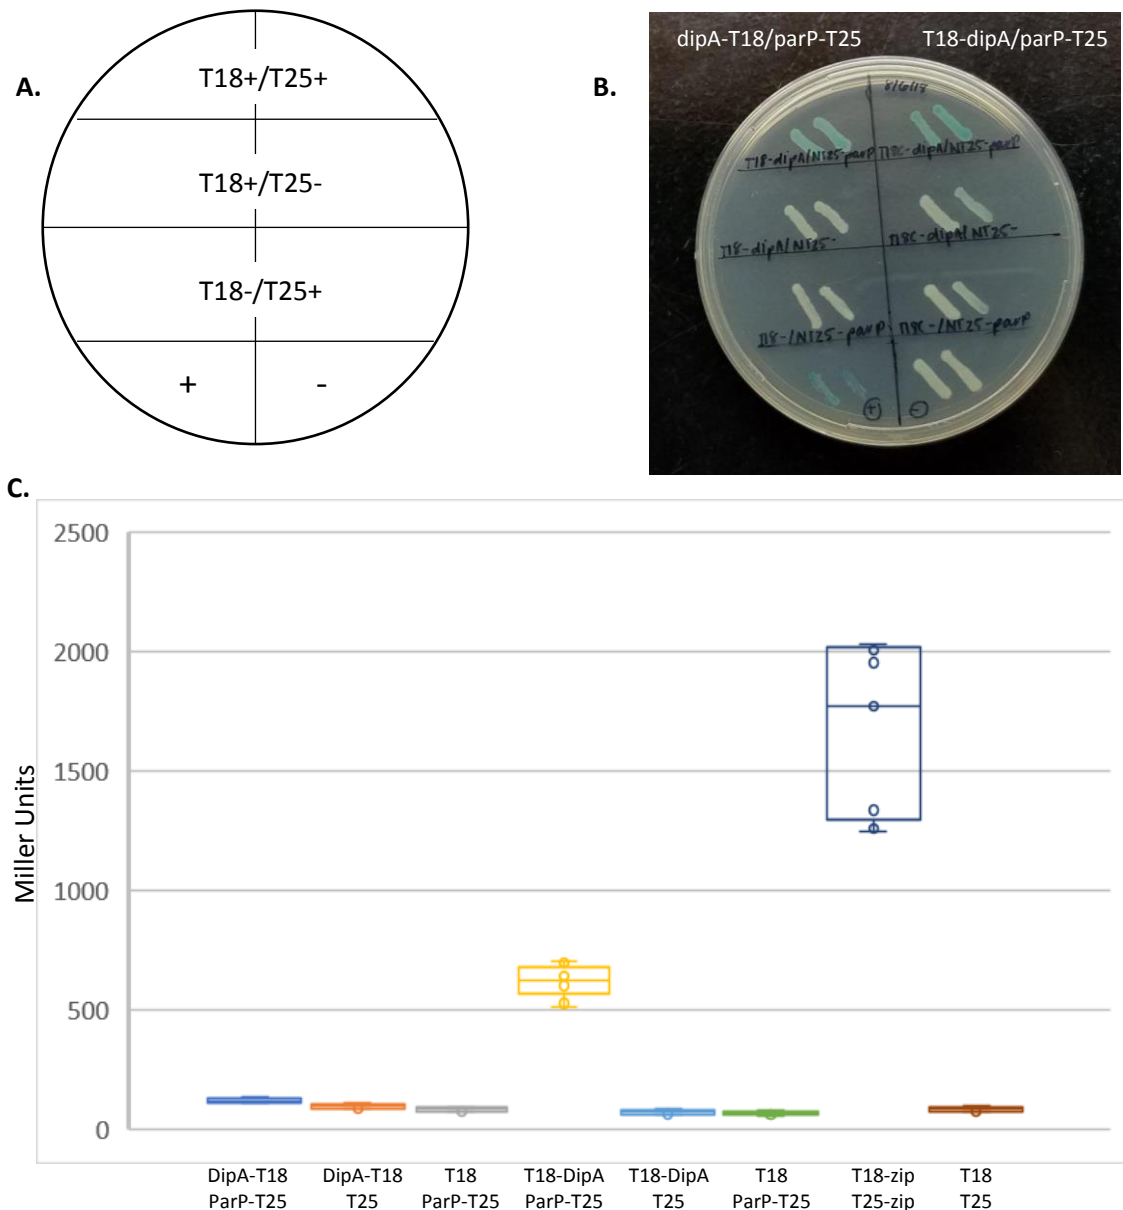 A.
T18+/T25+
T18+/T25-
T18-/T25+
+ -
B.
dipA-T18/parP-T25 T18-dipA/parP-T25
8/6/18
T18-dipA/NT25-parP T18C-dipA/NT25-parP
T18-dipA/NT25- T18C-dipA/NT25-
T18-/NT25-parP T18C-/NT25-parP
+ -
C.
Miller Units
2500
2000
1500
1000
500
0
DipA-T18 DipA-T18 T18 T18-DipA T18-DipA T18 T18-zip T18
ParP-T25 T25 ParP-T25 ParP-T25 T25 ParP-T25 T25-zip T25